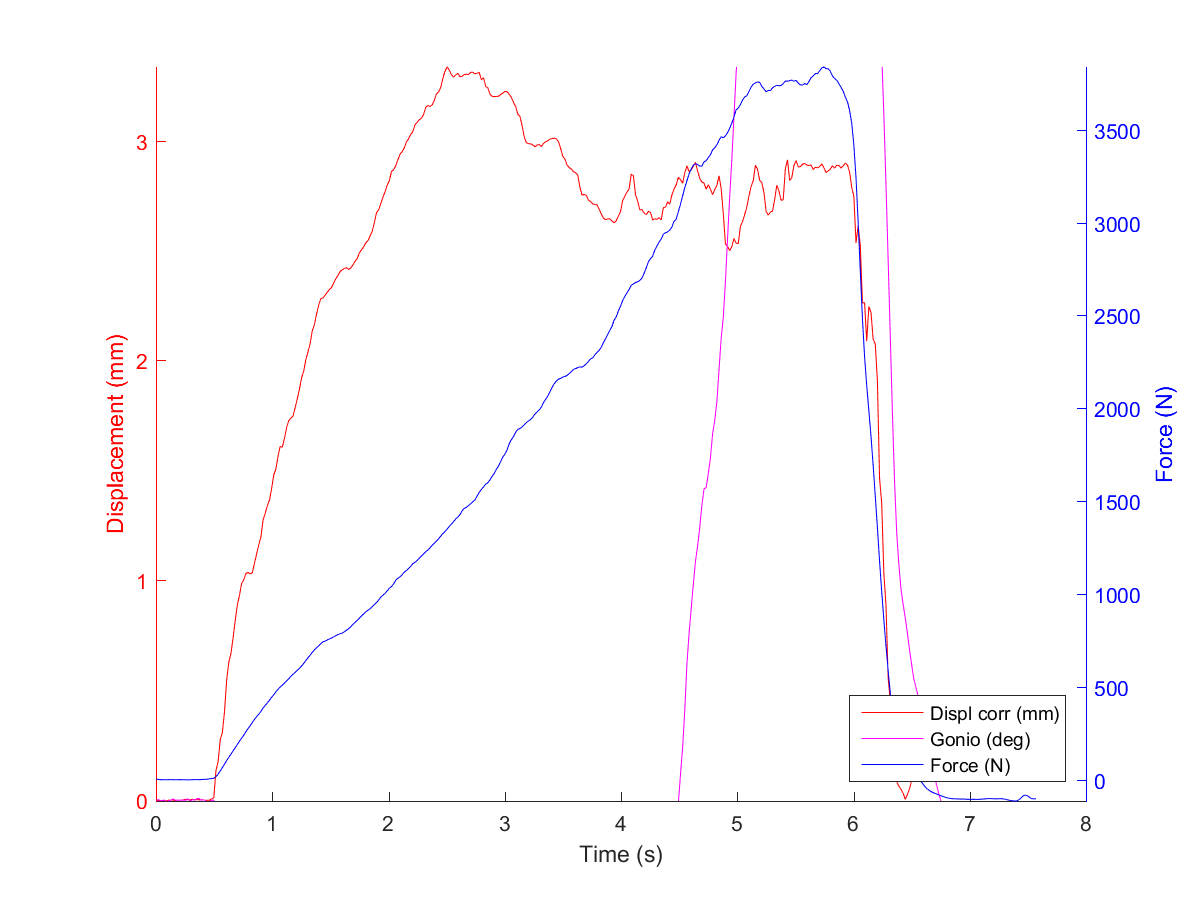 3
2
1
0
Displacement (mm)
3500
3000
2500
2000
1500
1000
500
0
Force (N)
Displ corr (mm)
Gonio (deg)
Force (N)
0 1 2 3 4 5 6 7 8
Time (s)